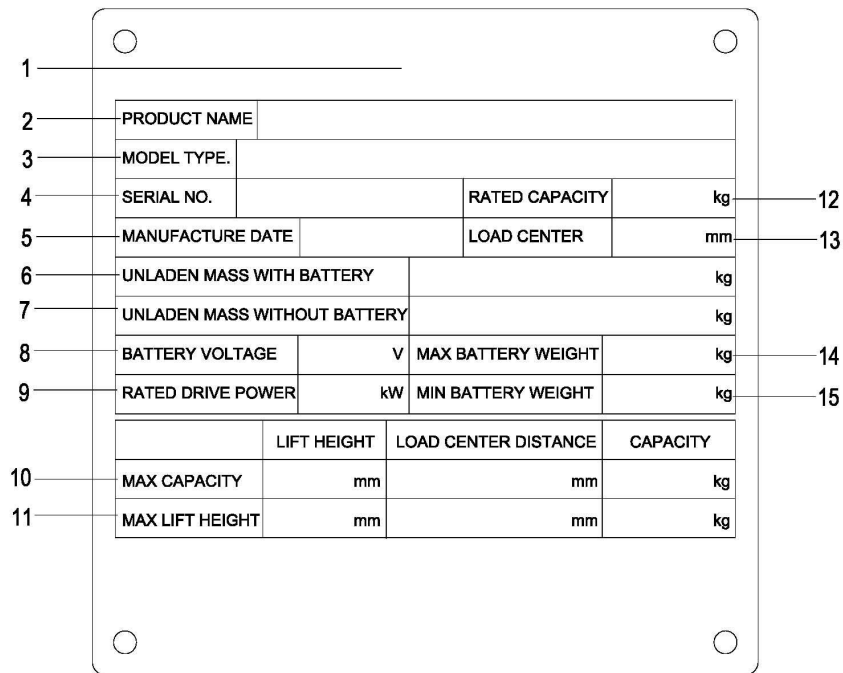 1
2 PRODUCT NAME
3 MODEL TYPE.
4 SERIAL NO. RATED CAPACITY kg 12
5 MANUFACTURE DATE LOAD CENTER mm 13
6 UNLADEN MASS WITH BATTERY kg
7 UNLADEN MASS WITHOUT BATTERY kg
8 BATTERY VOLTAGE V MAX BATTERY WEIGHT kg 14
9 RATED DRIVE POWER kW MIN BATTERY WEIGHT kg 15
LIFT HEIGHT LOAD CENTER DISTANCE CAPACITY
10 MAX CAPACITY mm mm kg
11 MAX LIFT HEIGHT mm mm kg